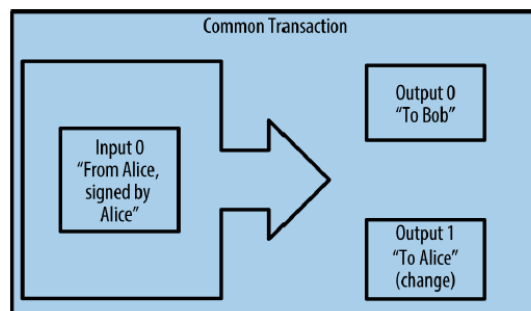 Common Transaction
Input 0
“From Alice,
signed by
Alice”
Output 0
“To Bob”
Output 1
“To Alice”
(change)